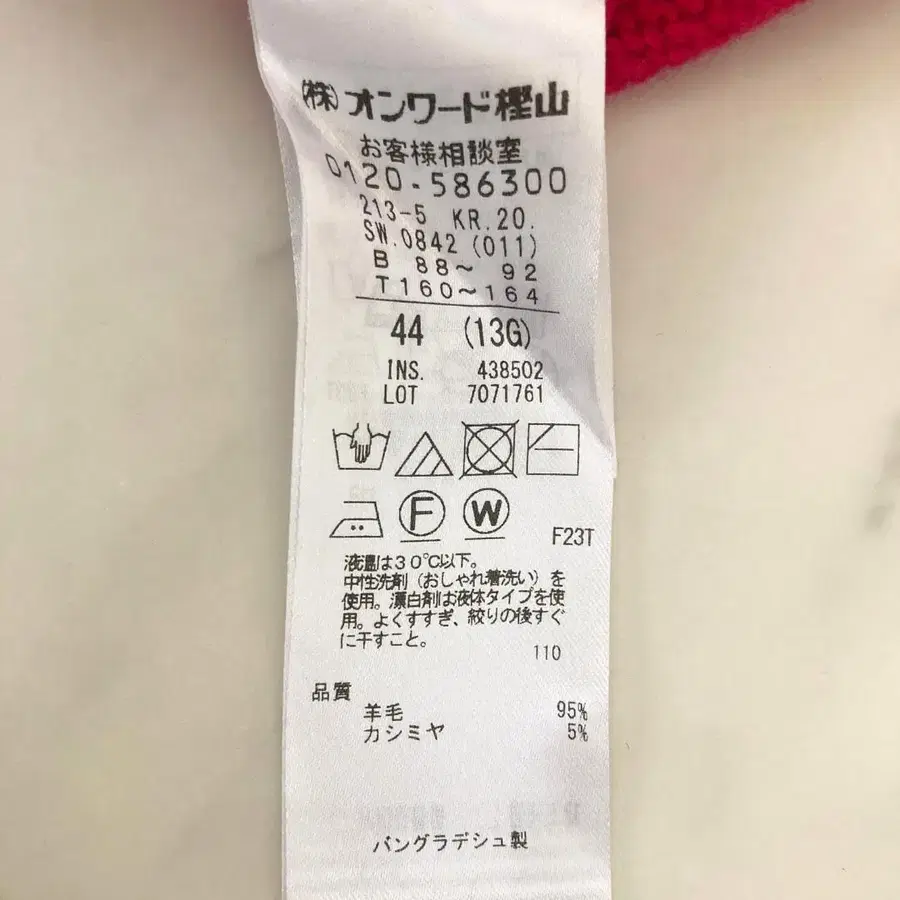 (株)オンワード樫山
お客様相談室
0120-586300
213-5 KR.20.
SW.0842 (011)
B 88～ 92
T160～164
44 (13G)
INS. 438502
LOT 7071761
F W
F23T
液温は30℃以下。
中性洗剤（おしゃれ着洗い）を
使用。漂白剤は液体タイプを使
用。よくすすぎ、絞りの後すぐ
に干すこと。
110
品質
羊毛 95%
カシミヤ 5%
バングラデシュ製